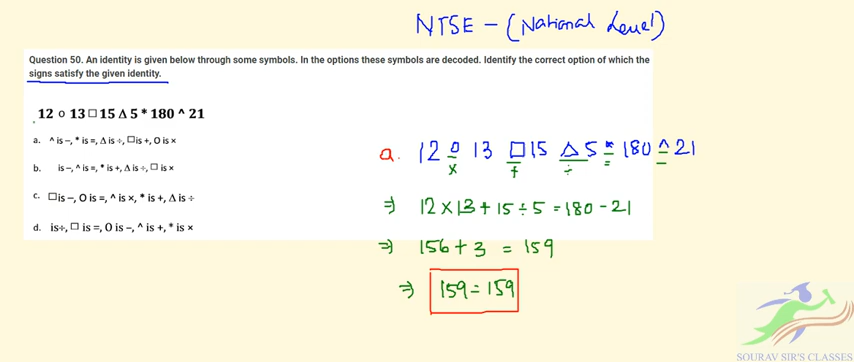 NTSE - (National Level)
Question 50. An identity is given below through some symbols. In the options these symbols are decoded. Identify the correct option of which the
signs satisfy the given identity.
12 o 13 □ 15 Δ 5 * 180 ^ 21
a. ^ is −, * is =, Δ is ÷, □ is +, O is ×
b. is −, ^ is =, * is +, Δ is ÷, □ is ×
c. □ is −, O is =, ^ is ×, * is +, Δ is ÷
d. is÷, □ is =, O is −, ^ is +, * is ×
a. 12 o 13 □ 15 Δ 5 * 180 ^ 21
× + ÷ = −
⇒ 12 × 13 + 15 ÷ 5 = 180 - 21
⇒ 156 + 3 = 159
⇒ 159 = 159
SOURAV SIR'S CLASSES